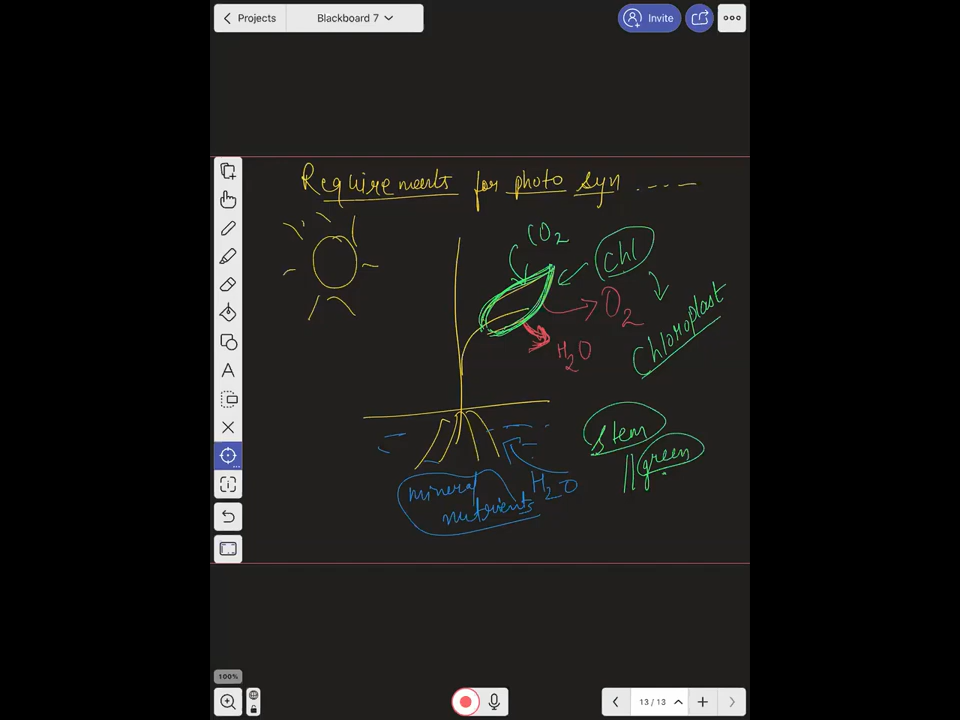 Projects
Blackboard 7
Invite
Requirements for photo syn ----
CO2
Chl
O2
H2O
Chloroplast
stem
green
mineral
nutrients
H2O
A
100%
13 / 13